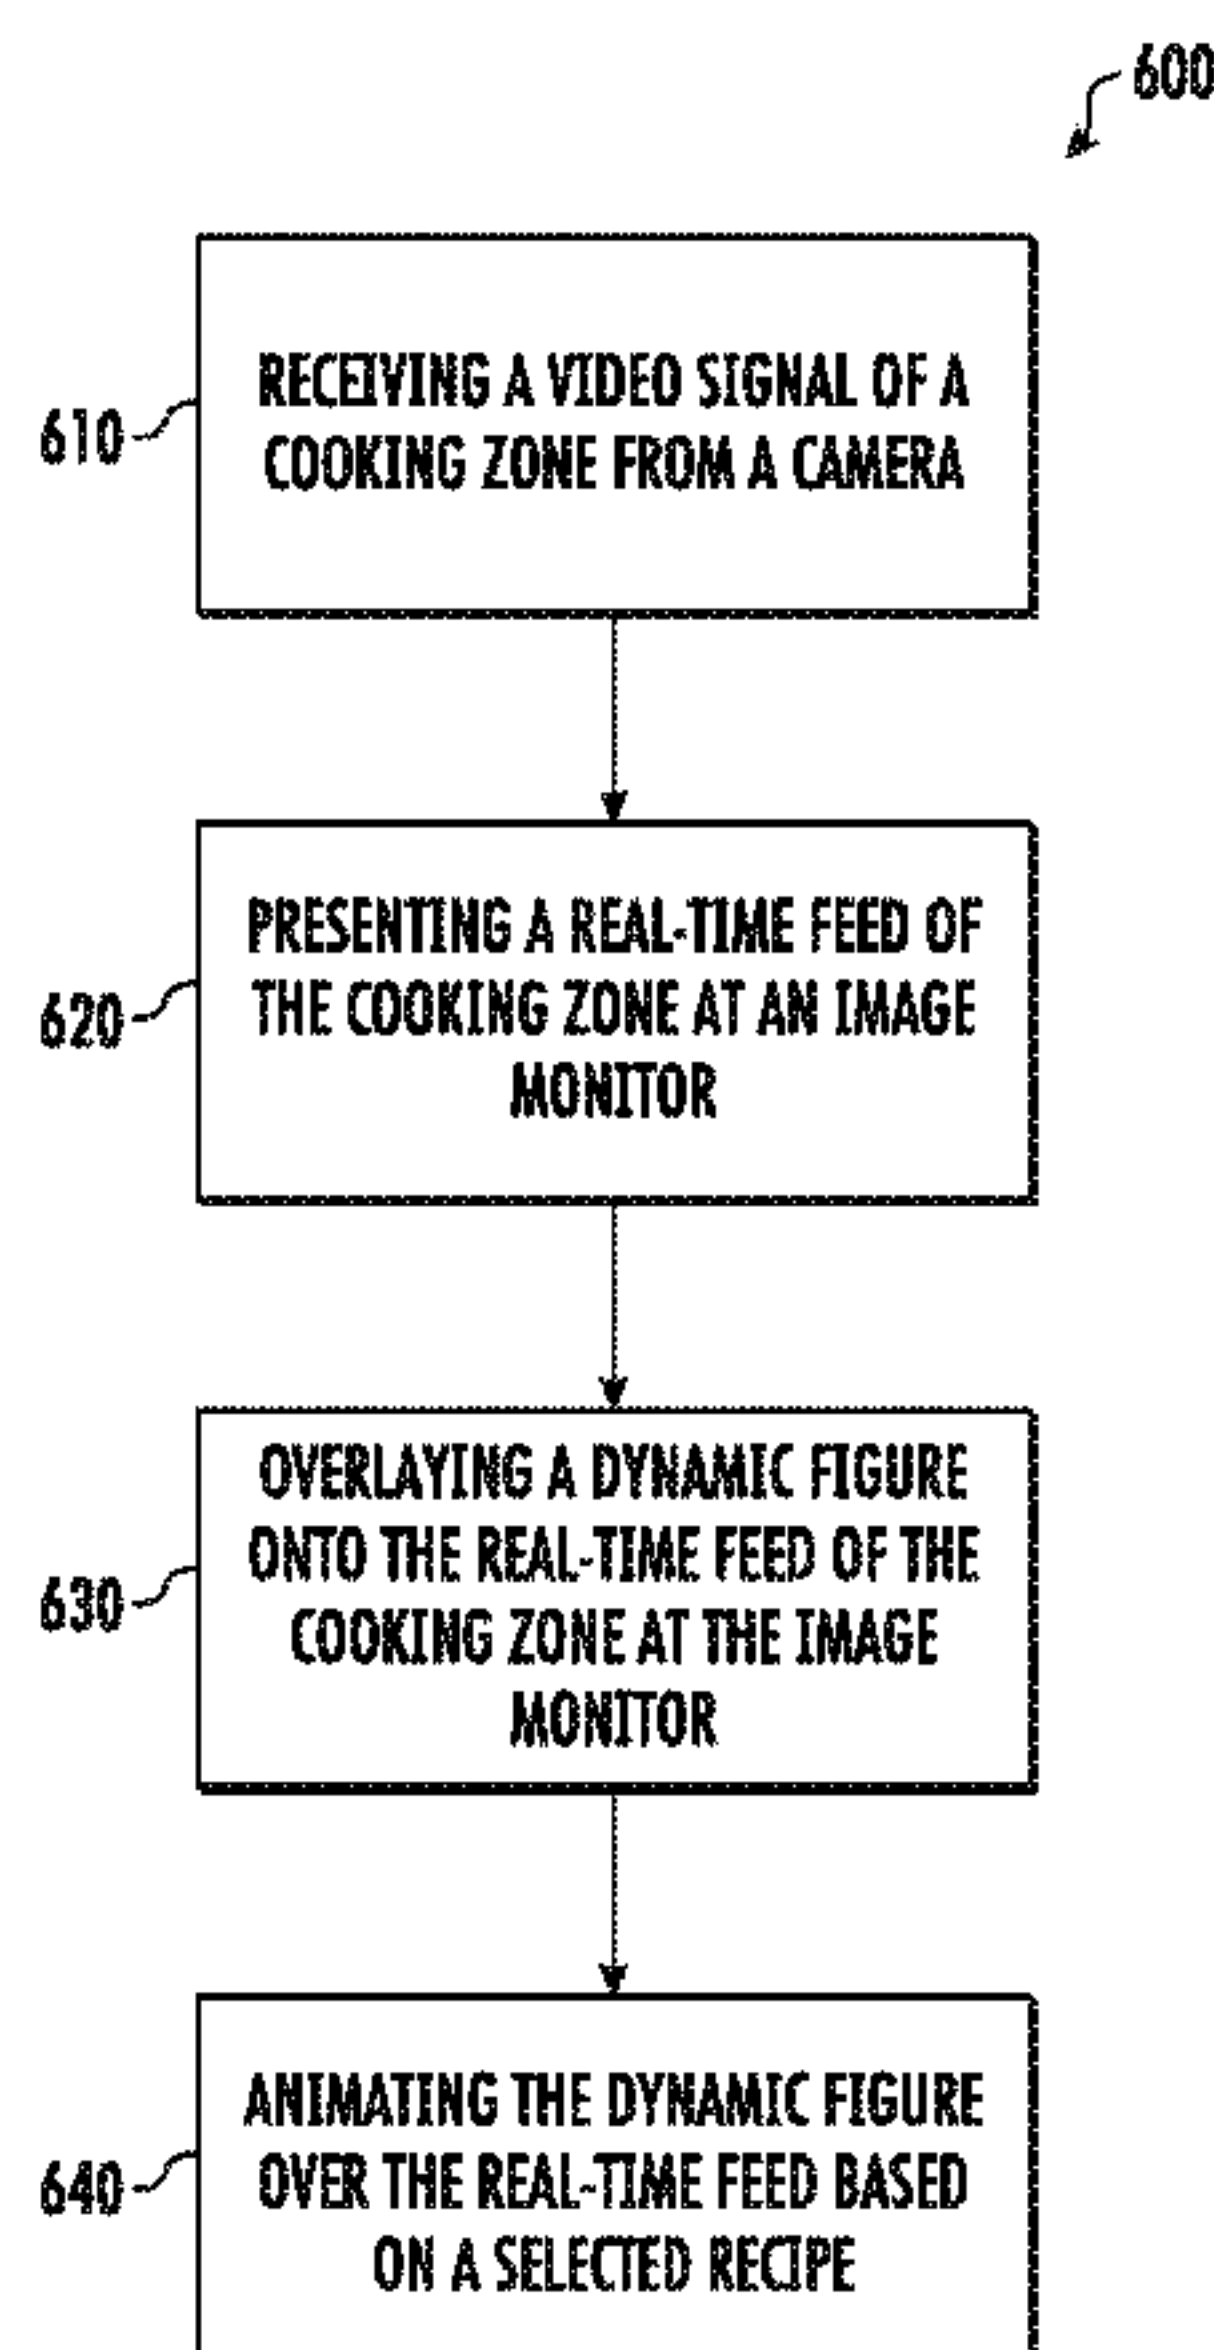 600
RECEIVING A VIDEO SIGNAL OF A
COOKING ZONE FROM A CAMERA
610
PRESENTING A REAL-TIME FEED OF
THE COOKING ZONE AT AN IMAGE
MONITOR
620
OVERLAYING A DYNAMIC FIGURE
ONTO THE REAL-TIME FEED OF THE
COOKING ZONE AT THE IMAGE
MONITOR
630
ANIMATING THE DYNAMIC FIGURE
OVER THE REAL-TIME FEED BASED
ON A SELECTED RECIPE
640